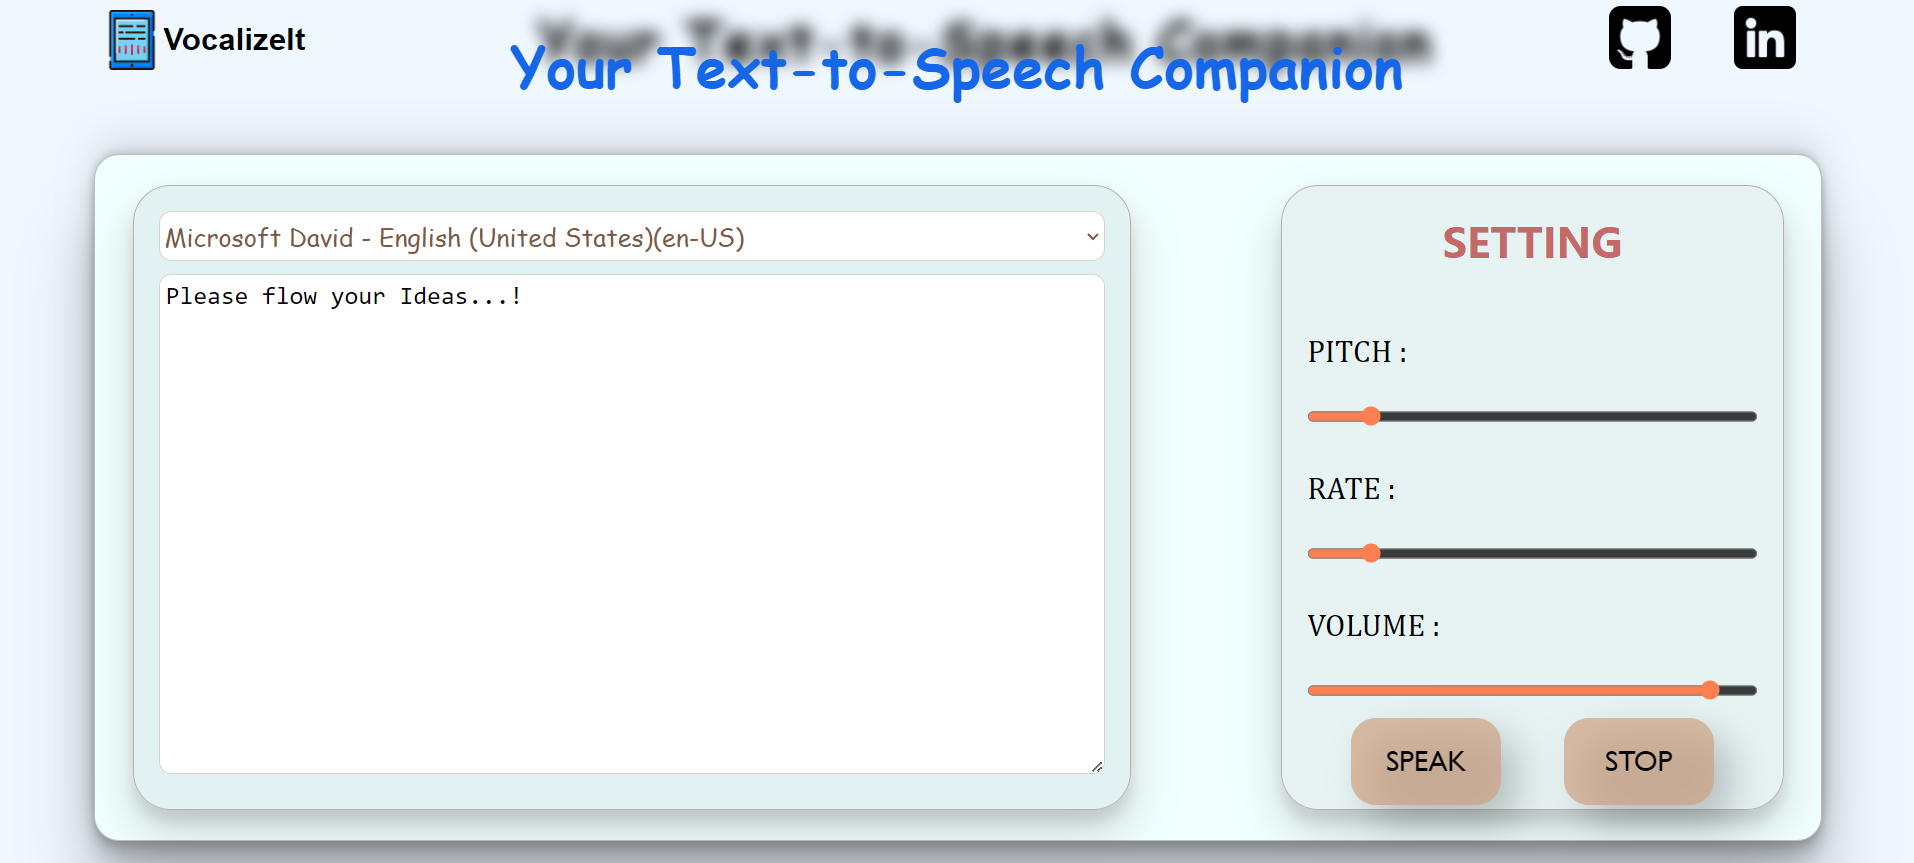 VocalizeIt
Your Text-to-Speech Companion
in
Microsoft David - English (United States)(en-US)
Please flow your Ideas...!
SETTING
PITCH :
RATE :
VOLUME :
SPEAK
STOP